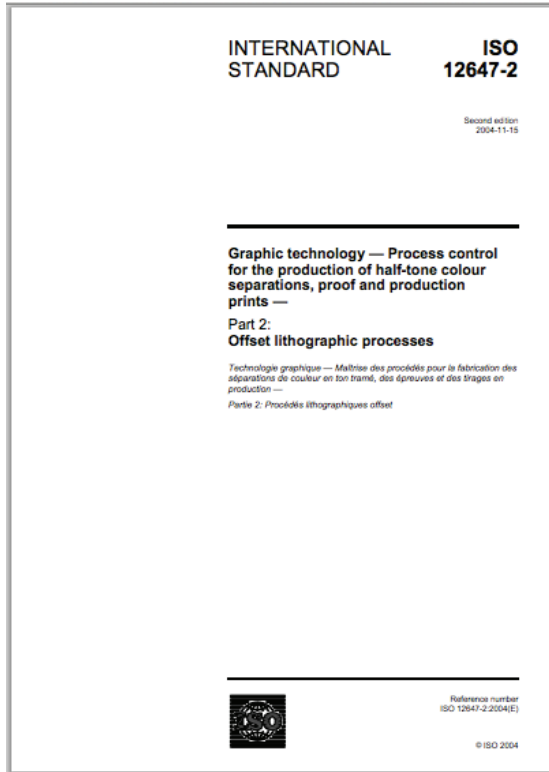 INTERNATIONAL
STANDARD
ISO
12647-2
Second edition
2004-11-15
Graphic technology — Process control
for the production of half-tone colour
separations, proof and production
prints —
Part 2:
Offset lithographic processes
Technologie graphique — Maîtrise des procédés pour la fabrication des
séparations de couleur en ton tramé, des épreuves et des tirages en
production —
Partie 2: Procédés lithographiques offset
ISO
Reference number
ISO 12647-2:2004(E)
© ISO 2004